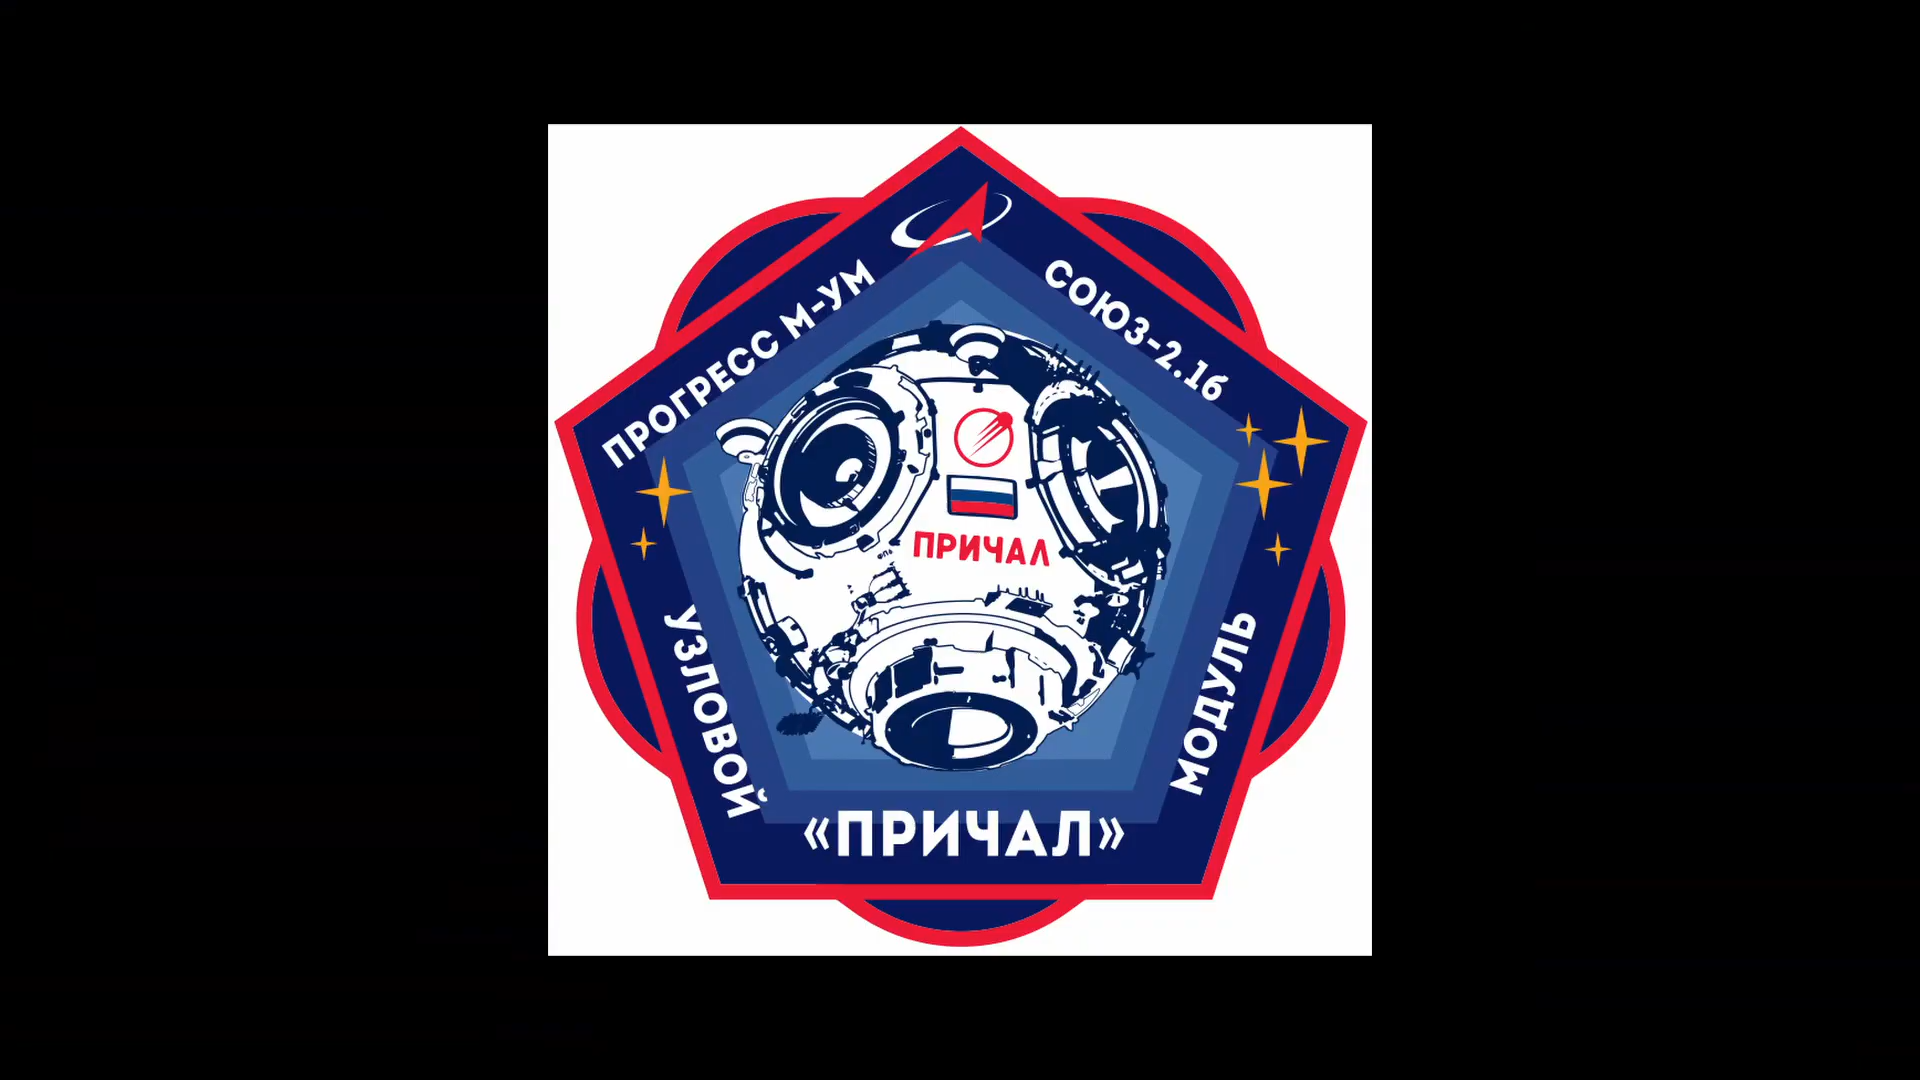 ПРОГРЕСС М-УМ
СОЮЗ-2.1б
ПРИЧАЛ
УЗЛОВОЙ
МОДУЛЬ
«ПРИЧАЛ»